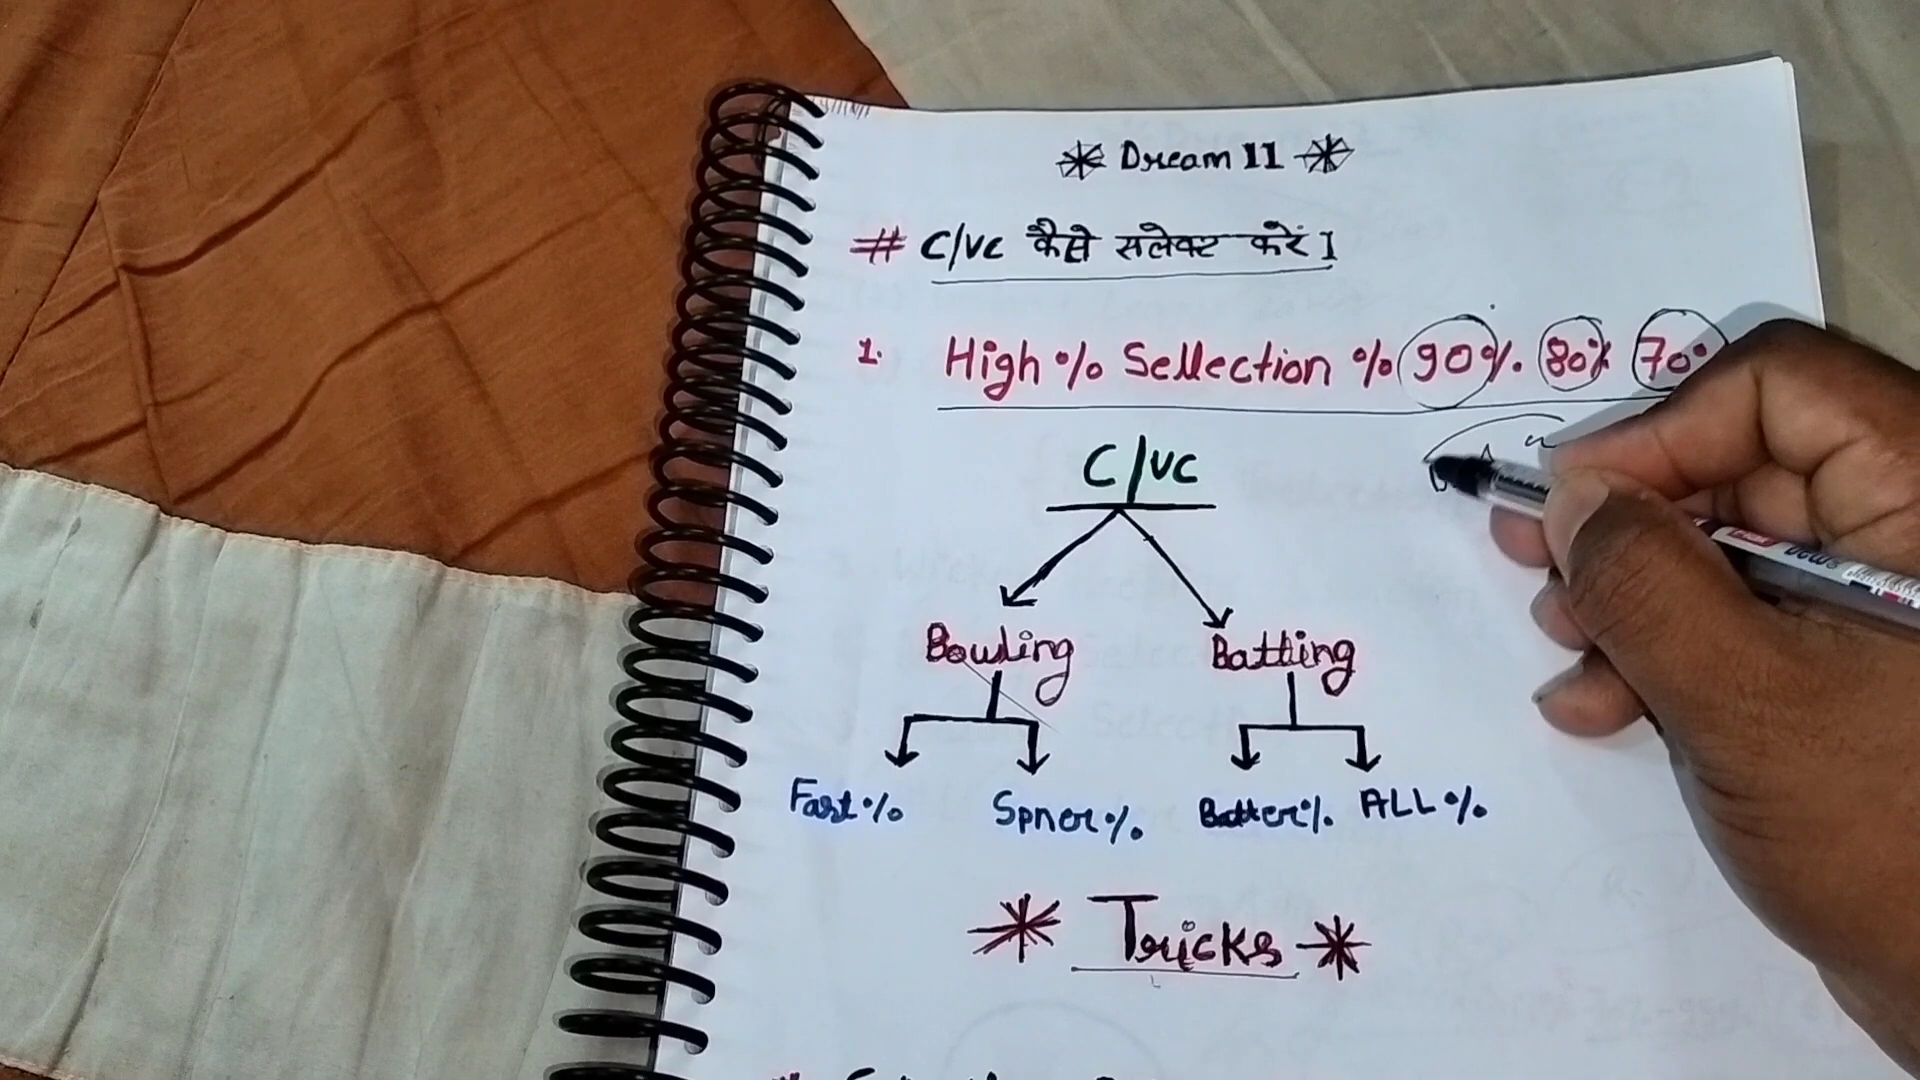 Dream 11
# C/VC कैसे सलेक्ट करें I
1. High % Sellection % 90%. 80% 70%
C/VC
Bowling Batting
Fast % Spner % Batter % ALL %
Tricks